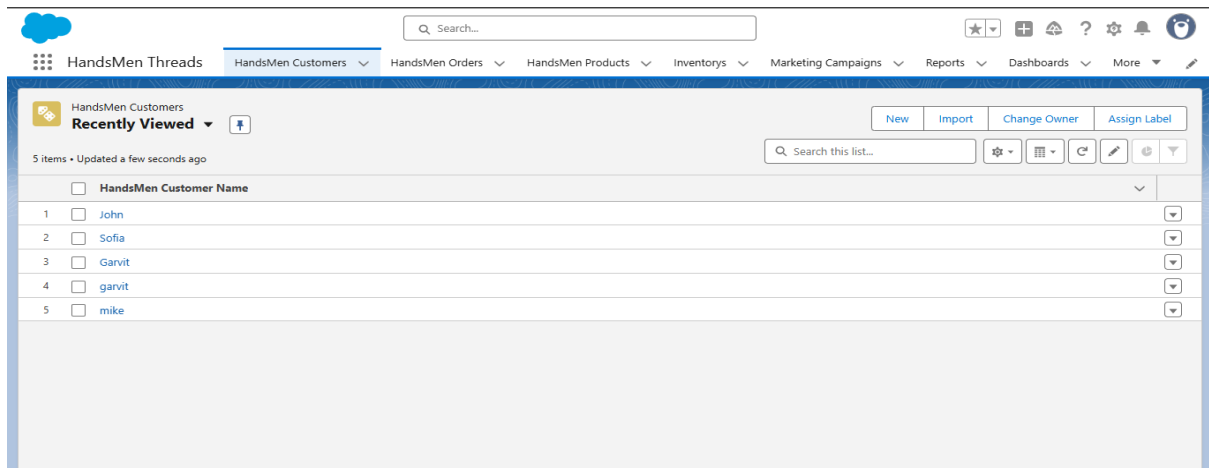 Search...
HandsMen Threads HandsMen Customers HandsMen Orders HandsMen Products Inventorys Marketing Campaigns Reports Dashboards More
HandsMen Customers
Recently Viewed
New Import Change Owner Assign Label
5 items • Updated a few seconds ago
Search this list...
HandsMen Customer Name
1 John
2 Sofia
3 Garvit
4 garvit
5 mike